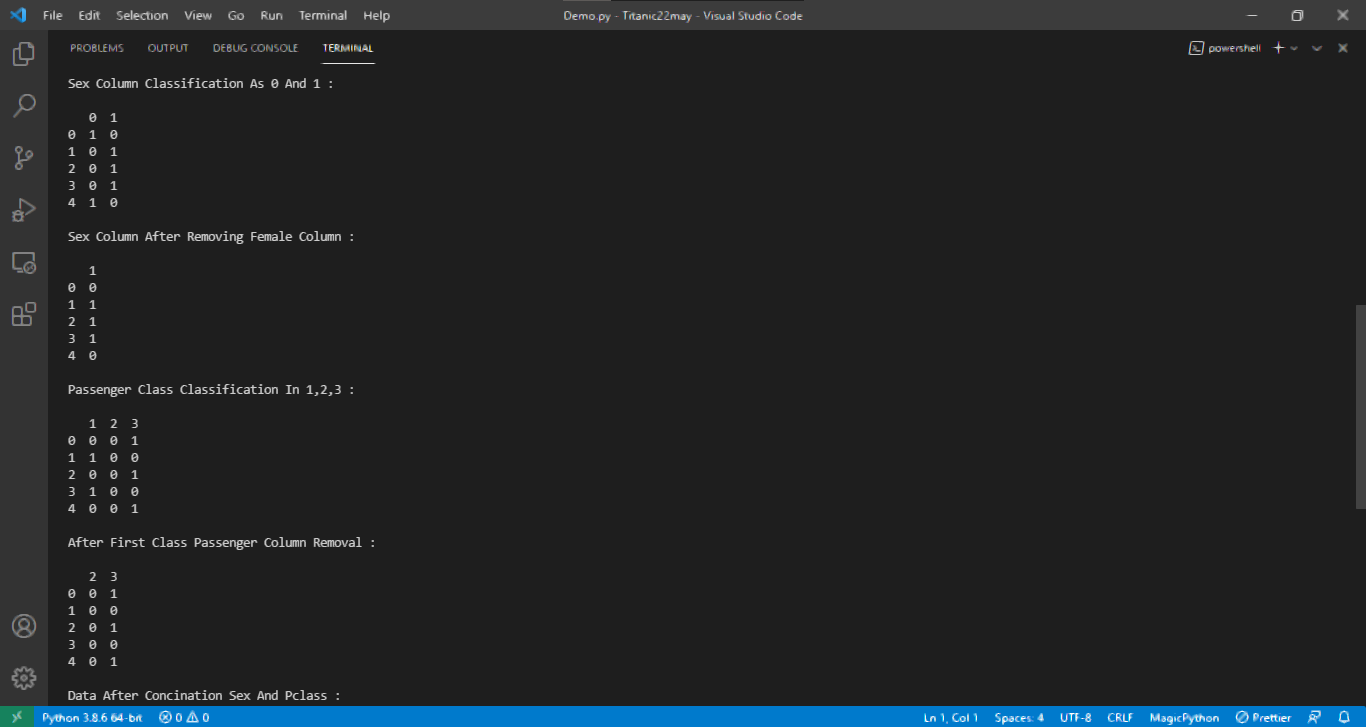 File Edit Selection View Go Run Terminal Help Demo.py - Titanic22may - Visual Studio Code
PROBLEMS OUTPUT DEBUG CONSOLE TERMINAL powershell
Sex Column Classification As 0 And 1 :
0 1
0 1 0
1 0 1
2 0 1
3 0 1
4 1 0
Sex Column After Removing Female Column :
1
0 0
1 1
2 1
3 1
4 0
Passenger Class Classification In 1,2,3 :
1 2 3
0 0 0 1
1 1 0 0
2 0 0 1
3 1 0 0
4 0 0 1
After First Class Passenger Column Removal :
2 3
0 0 1
1 0 0
2 0 1
3 0 0
4 0 1
Data After Concination Sex And Pclass :
Python 3.8.6 64-bit 0 0 Ln 1, Col 1 Spaces: 4 UTF-8 CRLF MagicPython Prettier